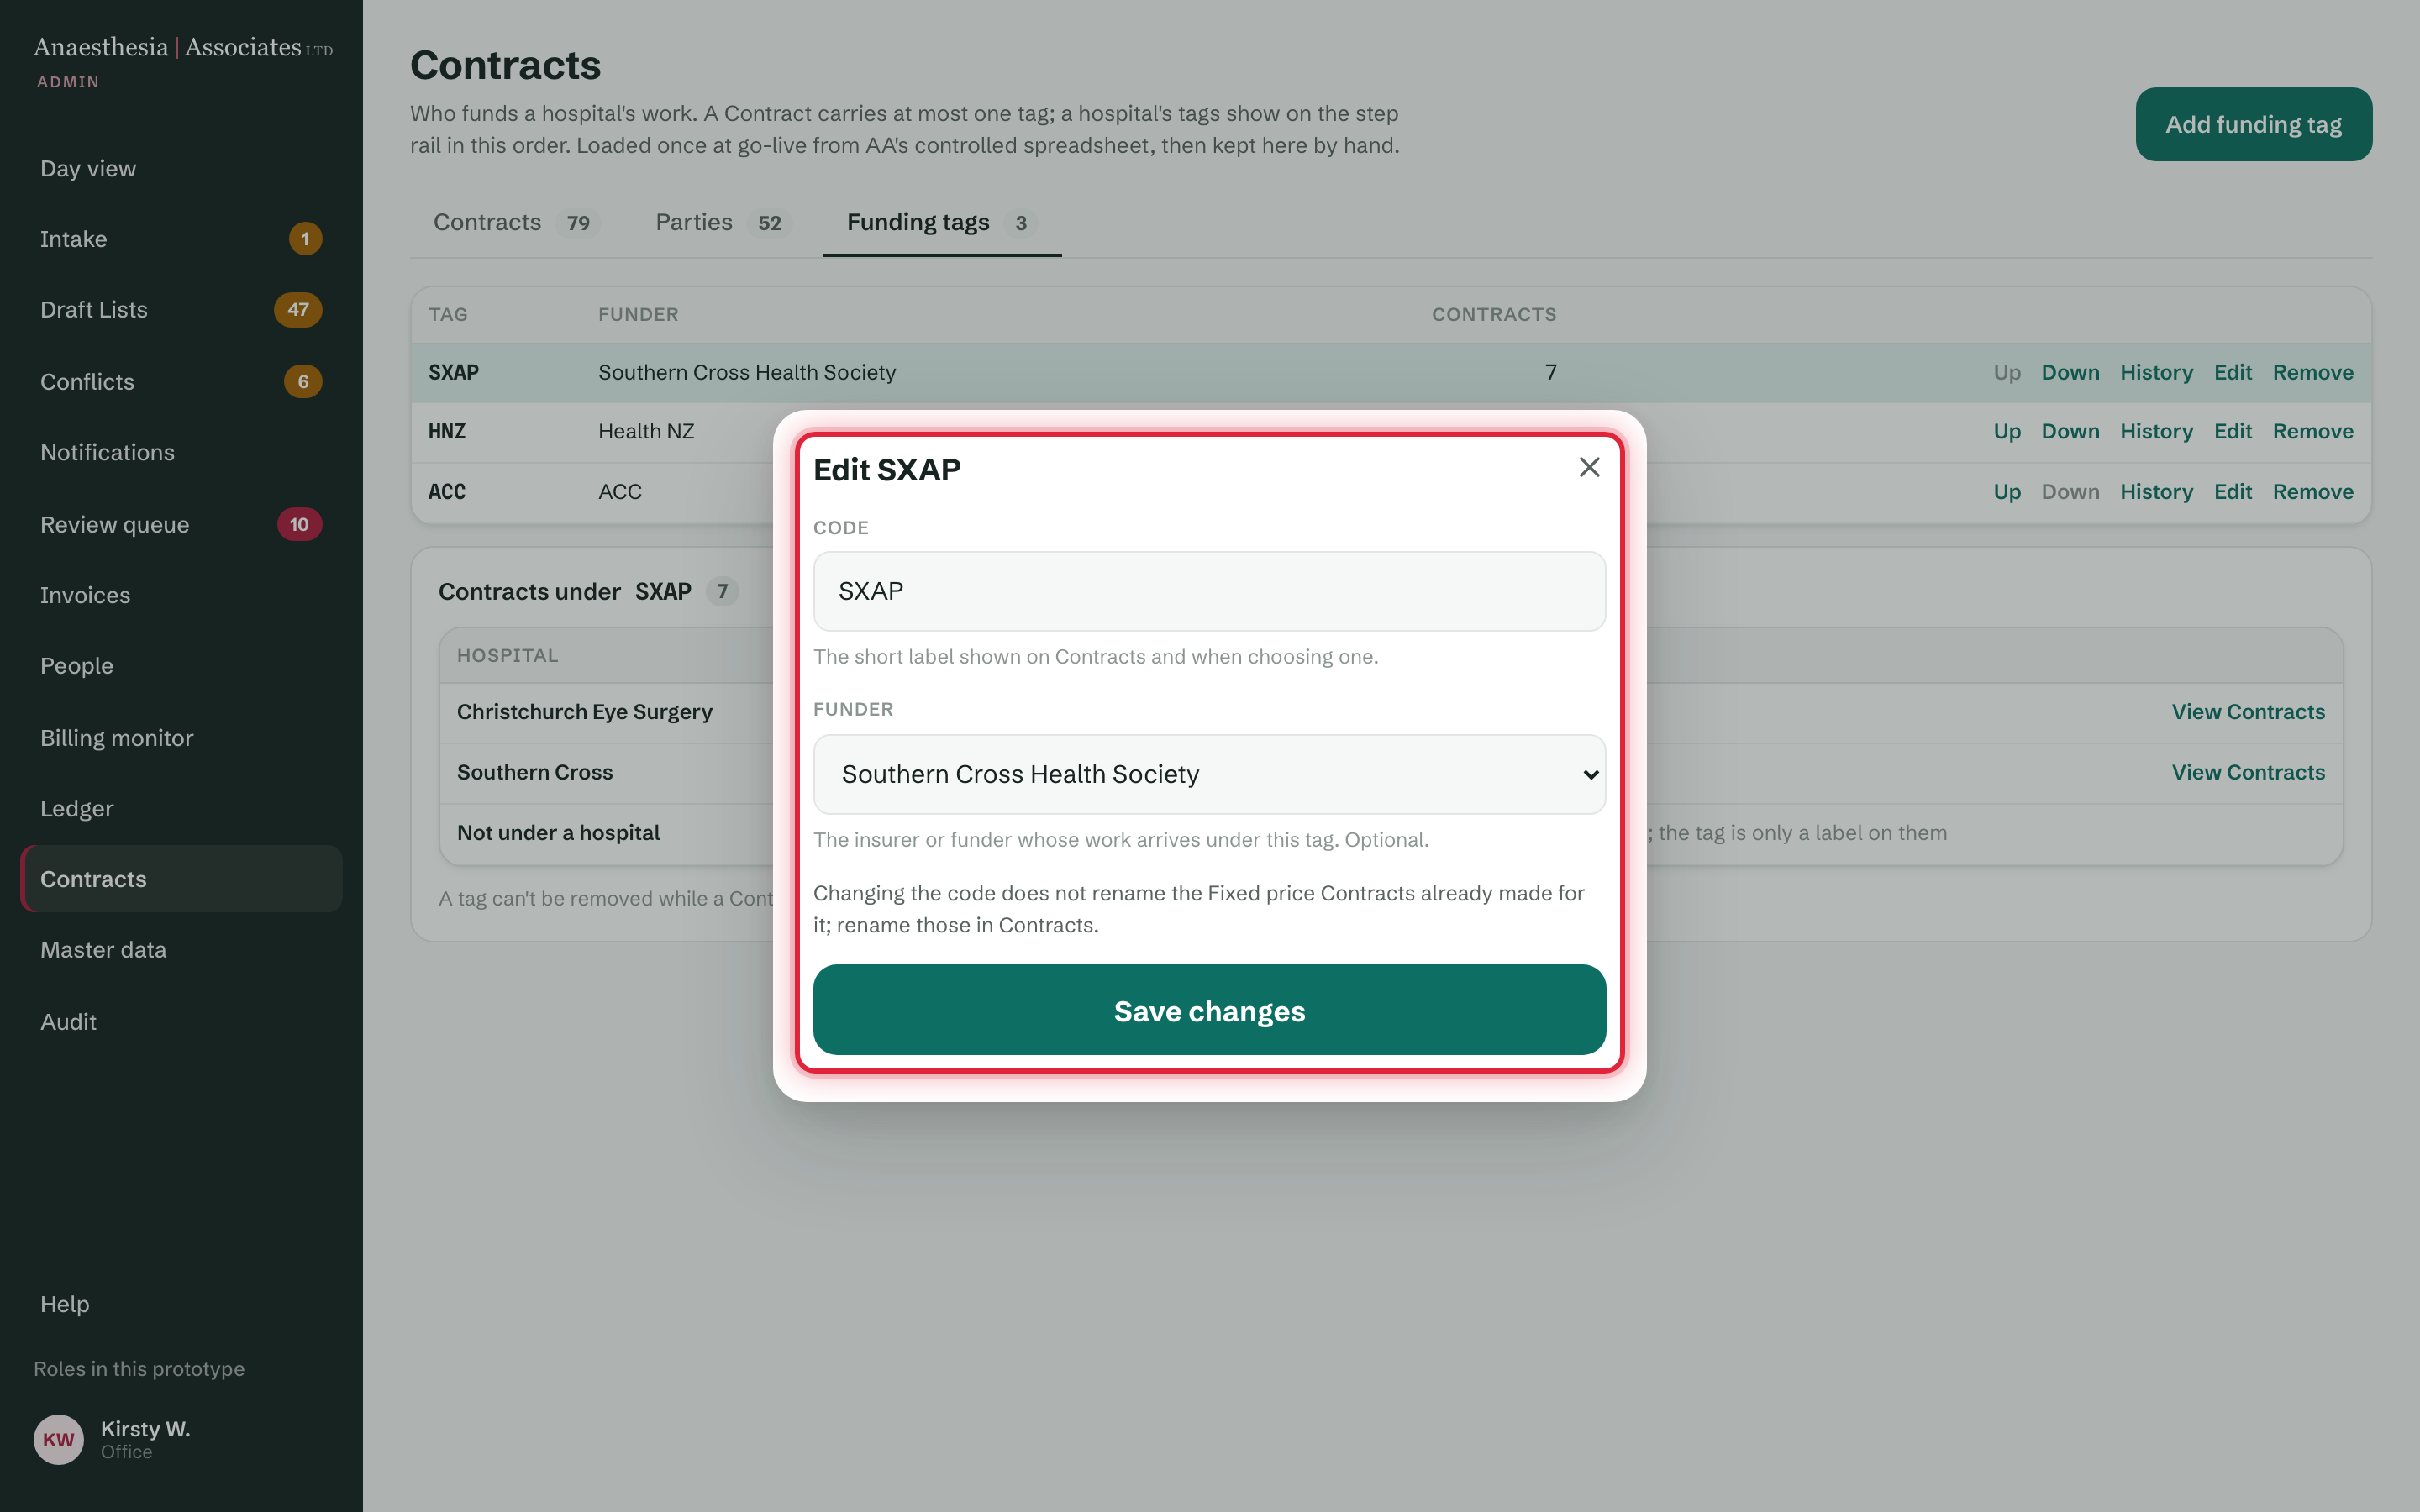 Anaesthesia | Associates LTD
ADMIN
Day view
Intake 1
Draft Lists 47
Conflicts 6
Notifications
Review queue 10
Invoices
People
Billing monitor
Ledger
Contracts
Master data
Audit
Help
Roles in this prototype
KW
Kirsty W.
Office
Contracts
Who funds a hospital's work. A Contract carries at most one tag; a hospital's tags show on the step
rail in this order. Loaded once at go-live from AA's controlled spreadsheet, then kept here by hand.
Add funding tag
Contracts 79 Parties 52 Funding tags 3
TAG FUNDER CONTRACTS
SXAP Southern Cross Health Society 7 Up Down History Edit Remove
HNZ Health NZ Up Down History Edit Remove
ACC ACC Up Down History Edit Remove
Contracts under SXAP 7
HOSPITAL
Christchurch Eye Surgery View Contracts
Southern Cross View Contracts
Not under a hospital ; the tag is only a label on them
A tag can't be removed while a Cont
Edit SXAP
CODE
SXAP
The short label shown on Contracts and when choosing one.
FUNDER
Southern Cross Health Society
The insurer or funder whose work arrives under this tag. Optional.
Changing the code does not rename the Fixed price Contracts already made for
it; rename those in Contracts.
Save changes